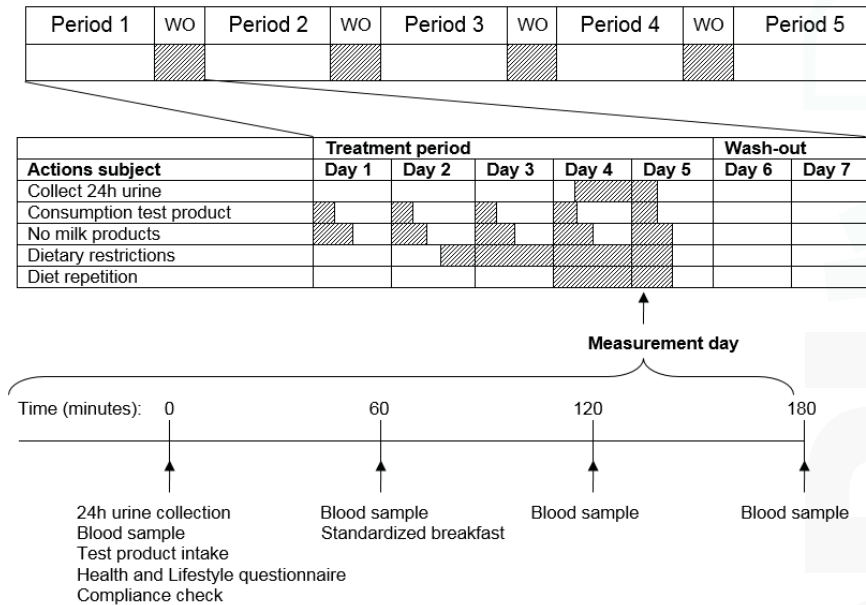 Period 1 WO Period 2 WO Period 3 WO Period 4 WO Period 5
Treatment period Wash-out
Actions subject Day 1 Day 2 Day 3 Day 4 Day 5 Day 6 Day 7
Collect 24h urine
Consumption test product
No milk products
Dietary restrictions
Diet repetition
Measurement day
Time (minutes): 0 60 120 180
24h urine collection Blood sample Blood sample Blood sample
Blood sample Standardized breakfast
Test product intake
Health and Lifestyle questionnaire
Compliance check